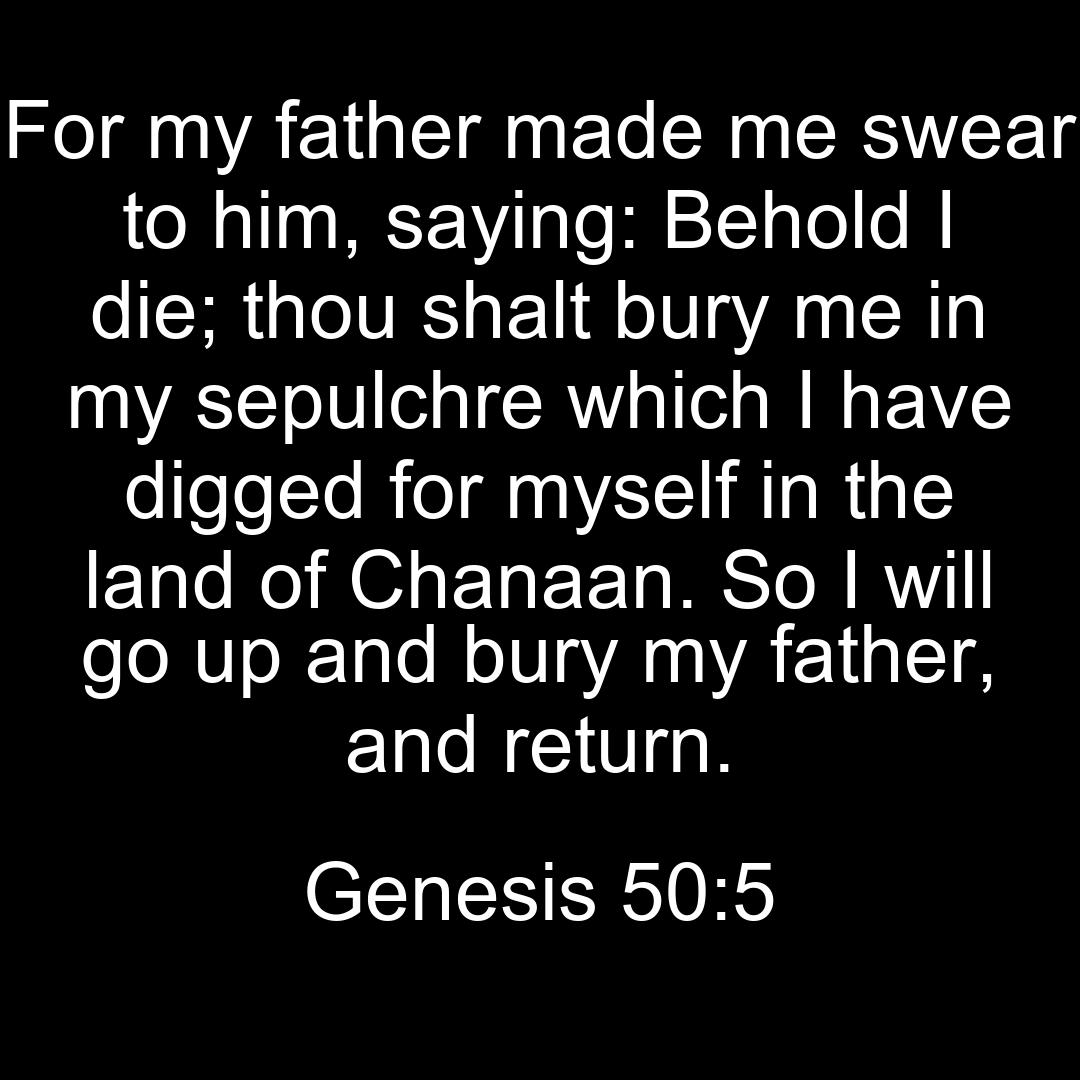 For my father made me swear
to him, saying: Behold I
die; thou shalt bury me in
my sepulchre which I have
digged for myself in the
land of Chanaan. So I will
go up and bury my father,
and return.
Genesis 50:5